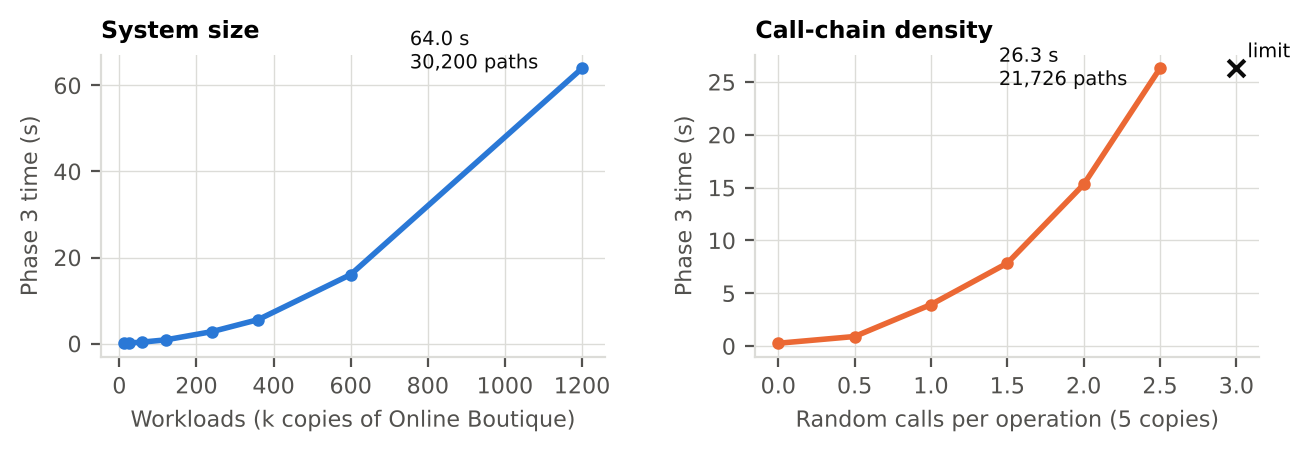 System size
64.0 s
30,200 paths
60
40
20
0
Phase 3 time (s)
0 200 400 600 800 1000 1200
Workloads (k copies of Online Boutique)
Call-chain density
26.3 s
21,726 paths
limit
25
20
15
10
5
0
Phase 3 time (s)
0.0 0.5 1.0 1.5 2.0 2.5 3.0
Random calls per operation (5 copies)